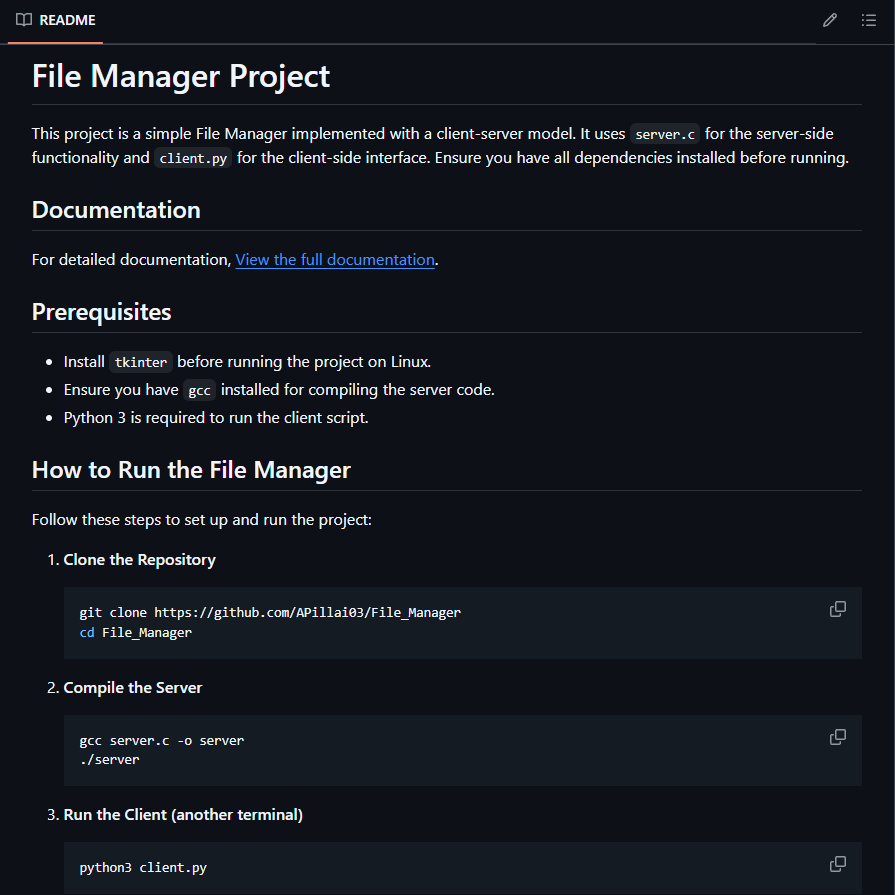 README
File Manager Project
This project is a simple File Manager implemented with a client-server model. It uses server.c for the server-side
functionality and client.py for the client-side interface. Ensure you have all dependencies installed before running.
Documentation
For detailed documentation, View the full documentation.
Prerequisites
• Install tkinter before running the project on Linux.
• Ensure you have gcc installed for compiling the server code.
• Python 3 is required to run the client script.
How to Run the File Manager
Follow these steps to set up and run the project:
1. Clone the Repository
git clone https://github.com/APillai03/File_Manager
cd File_Manager
2. Compile the Server
gcc server.c -o server
./server
3. Run the Client (another terminal)
python3 client.py